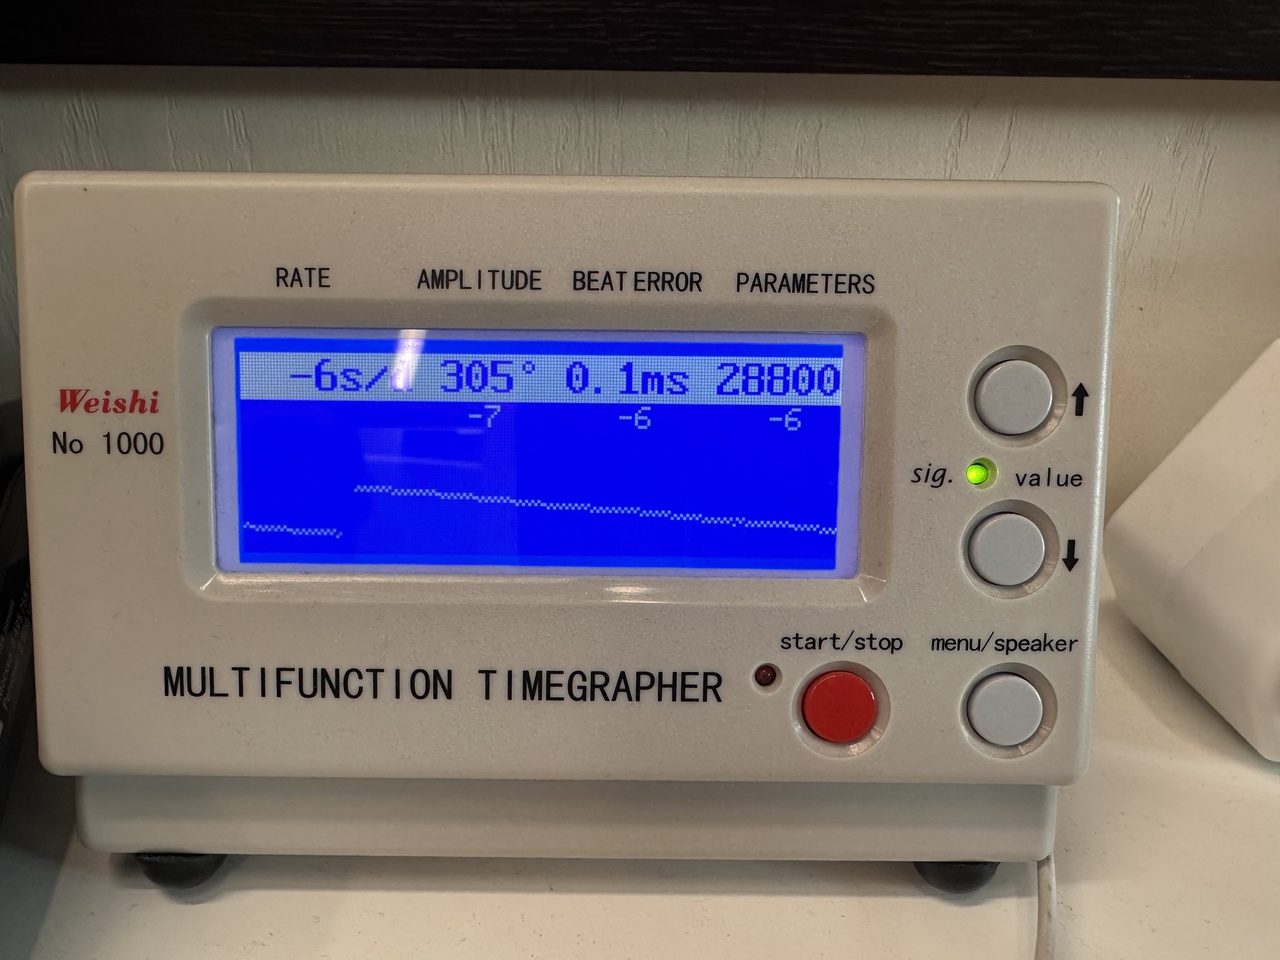 RATE AMPLITUDE BEAT ERROR PARAMETERS
-6s/ 305° 0.1ms 28800
-7 -6 -6
Weishi
No 1000
sig. value
start/stop menu/speaker
MULTIFUNCTION TIMEGRAPHER